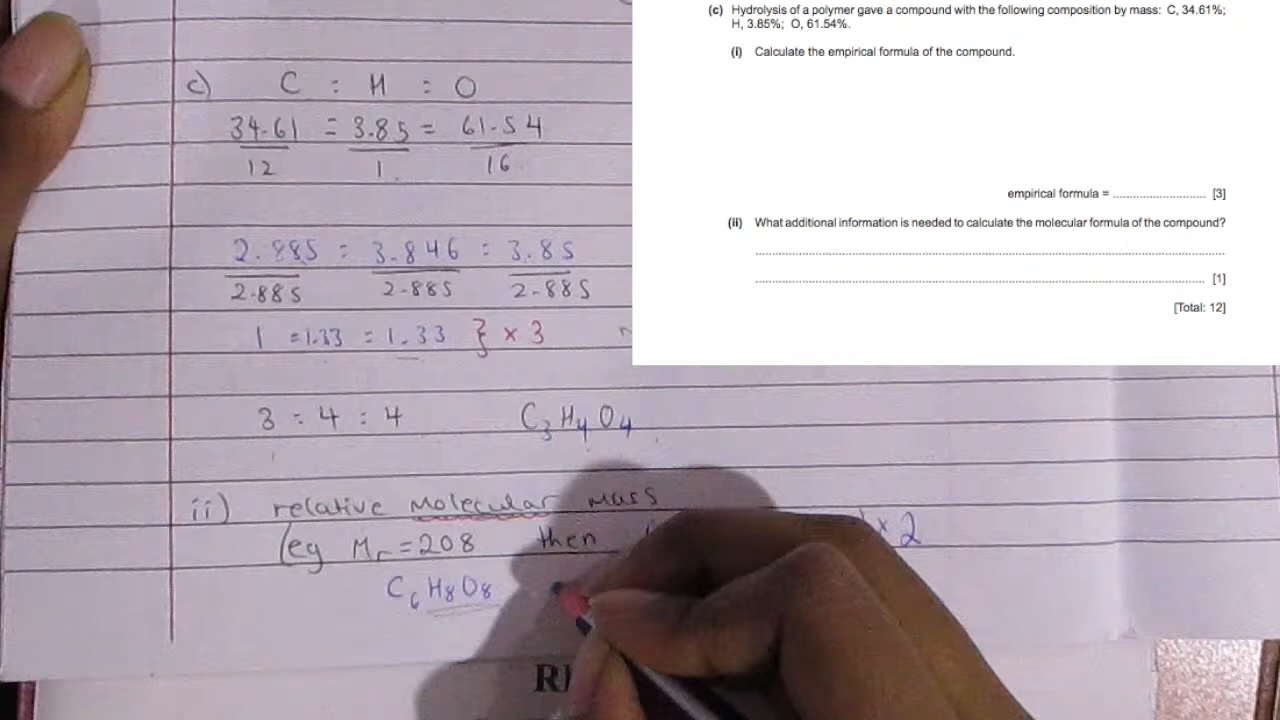 (c) Hydrolysis of a polymer gave a compound with the following composition by mass: C, 34.61%;
H, 3.85%; O, 61.54%.
(i) Calculate the empirical formula of the compound.
empirical formula = .............................. [3]
(ii) What additional information is needed to calculate the molecular formula of the compound?
[1]
[Total: 12]
c) C : H : O
34.61 = 3.85 = 61.54
12 1 16
2.885 : 3.846 : 3.85
2.885 2.885 2.885
1 = 1.33 = 1.33 } × 3
3 : 4 : 4 C3H4O4
ii) relative molecular mass
(eg Mr = 208 then × 2
C6H8O8